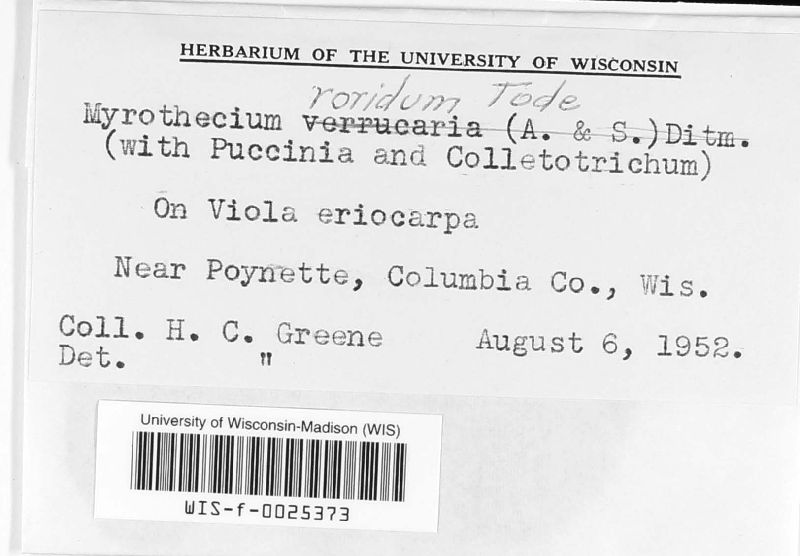 HERBARIUM OF THE UNIVERSITY OF WISCONSIN
roridum Tode
Myrothecium verrucaria (A. & S.) Ditm.
(with Puccinia and Colletotrichum)
On Viola eriocarpa
Near Poynette, Columbia Co., Wis.
Coll. H. C. Greene August 6, 1952.
Det. "
University of Wisconsin-Madison (WIS)
WIS-f-0025373